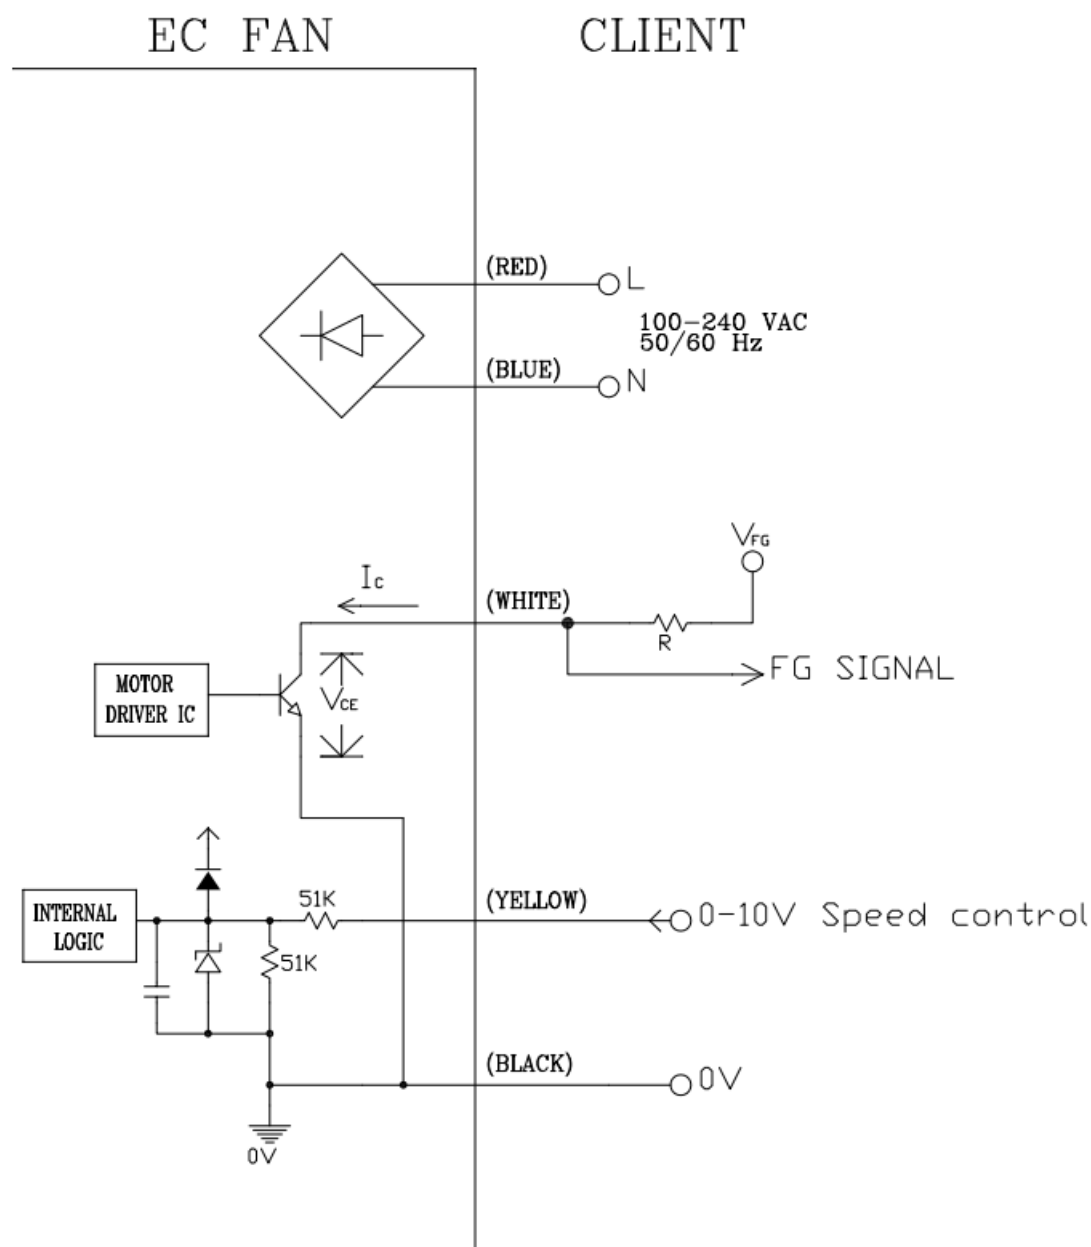 EC FAN
CLIENT
(RED)
L
100-240 VAC
50/60 Hz
(BLUE)
N
VFG
Ic
(WHITE)
R
FG SIGNAL
MOTOR
DRIVER IC
VCE
51K
(YELLOW)
0-10V Speed control
INTERNAL
LOGIC
51K
(BLACK)
0V
0V